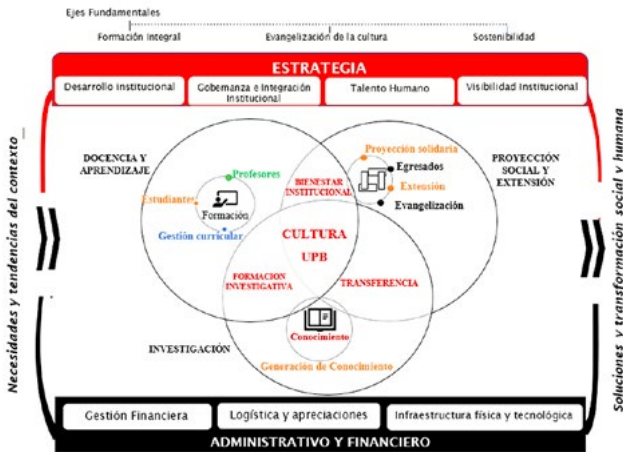 Ejes Fundamentales
Formación Integral
Evangelización de la cultura
Sostenibilidad
ESTRATEGIA
Desarrollo institucional
Gobernanza e Integración
Institucional
Talento Humano
Visibilidad Institucional
Necesidades y tendencias del contexto
DOCENCIA Y
APRENDIZAJE
Profesores
Estudiantes
Formación
Gestión curricular
BIENESTAR
INSTITUCIONAL
Proyección solidaria
Egresados
Extensión
Evangelización
PROYECCIÓN
SOCIAL Y
EXTENSIÓN
CULTURA
UPB
FORMACION
INVESTIGATIVA
TRANSFERENCIA
INVESTIGACIÓN
Conocimiento
Generación de Conocimiento
Soluciones y transformación social y humana
Gestión Financiera
Logística y apreciaciones
Infraestructura física y tecnológica
ADMINISTRATIVO Y FINANCIERO